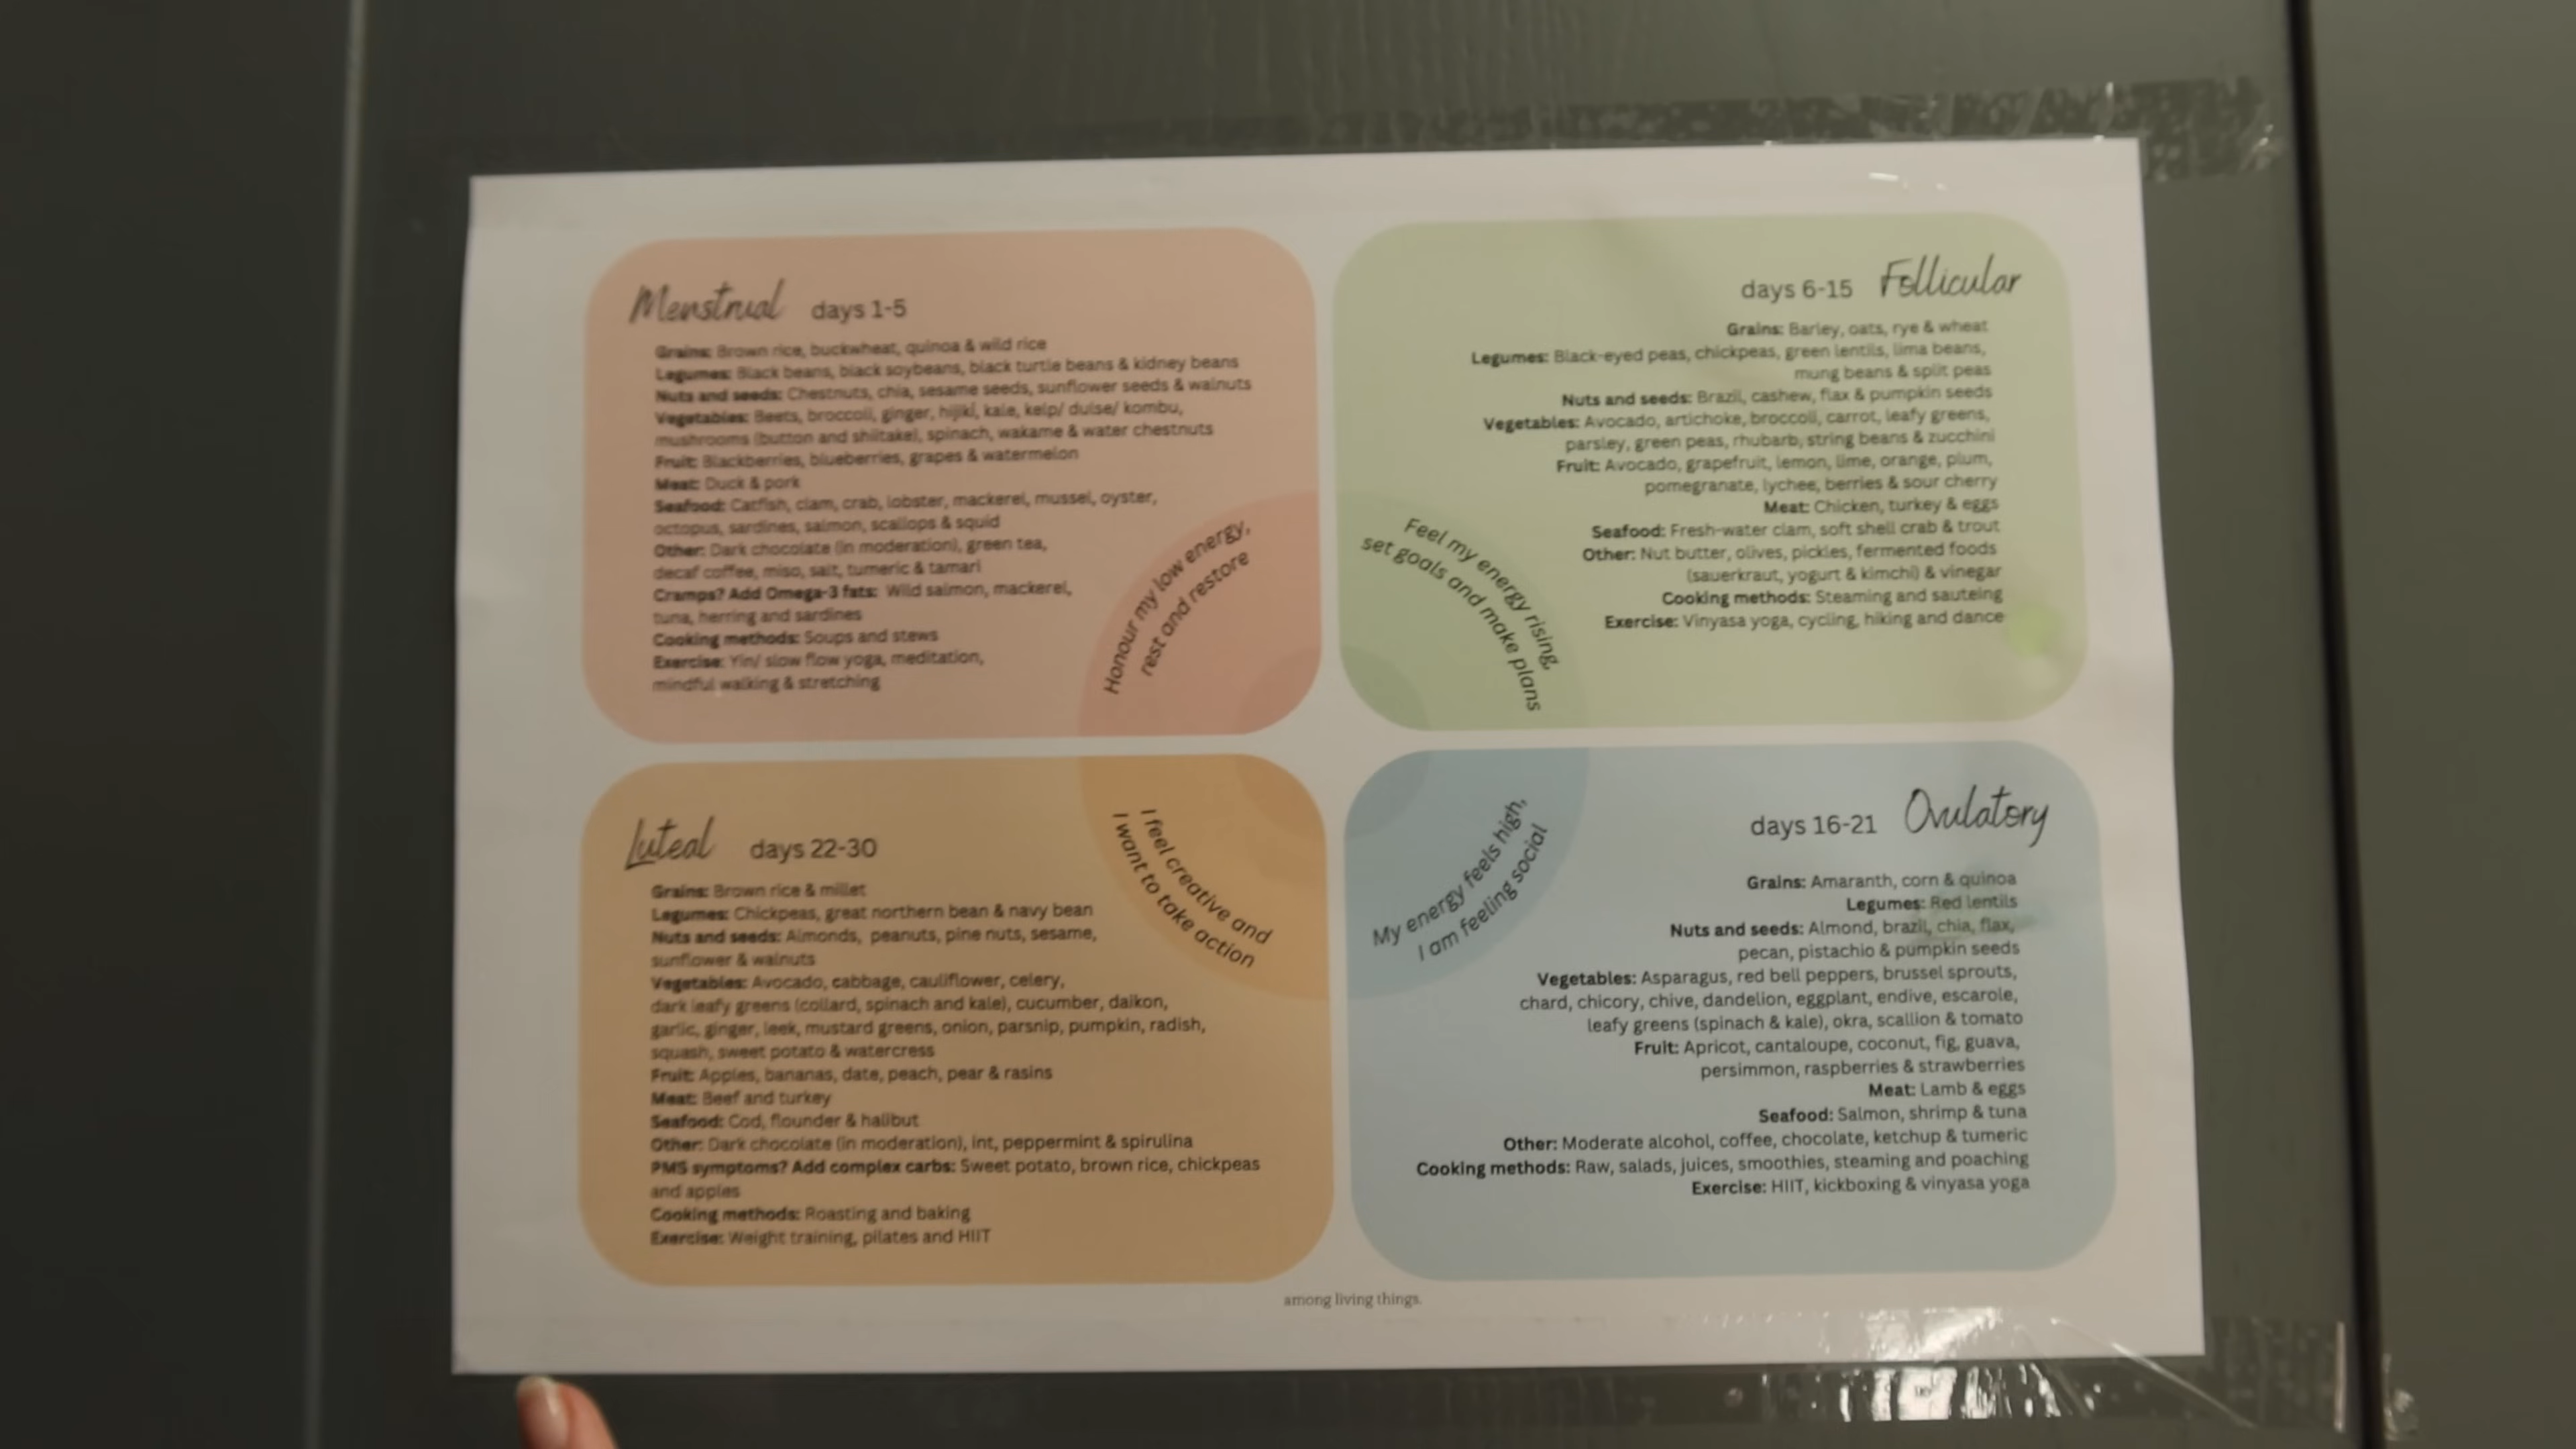 Menstrual days 1-5
Grains: Brown rice, buckwheat, quinoa & wild rice
Legumes: Black beans, black soybeans, black turtle beans & kidney beans
Nuts and seeds: Chestnuts, chia, sesame seeds, sunflower seeds & walnuts
Vegetables: Beets, broccoli, ginger, hijiki, kale, kelp/ dulse/ kombu,
mushrooms (button and shiitake), spinach, wakame & water chestnuts
Fruit: Blackberries, blueberries, grapes & watermelon
Meat: Duck & pork
Seafood: Catfish, clam, crab, lobster, mackerel, mussel, oyster,
octopus, sardines, salmon, scallops & squid
Other: Dark chocolate (in moderation), green tea,
decaf coffee, miso, salt, tumeric & tamari
Cramps? Add Omega-3 fats: Wild salmon, mackerel,
tuna, herring and sardines
Cooking methods: Soups and stews
Exercise: Yin/ slow flow yoga, meditation,
mindful walking & stretching
Honour my low energy,
rest and restore
days 6-15 Follicular
Grains: Barley, oats, rye & wheat
Legumes: Black-eyed peas, chickpeas, green lentils, lima beans,
mung beans & split peas
Nuts and seeds: Brazil, cashew, flax & pumpkin seeds
Vegetables: Avocado, artichoke, broccoli, carrot, leafy greens,
parsley, green peas, rhubarb, string beans & zucchini
Fruit: Avocado, grapefruit, lemon, lime, orange, plum,
pomegranate, lychee, berries & sour cherry
Meat: Chicken, turkey & eggs
Seafood: Fresh-water clam, soft shell crab & trout
Other: Nut butter, olives, pickles, fermented foods
(sauerkraut, yogurt & kimchi) & vinegar
Cooking methods: Steaming and sauteing
Exercise: Vinyasa yoga, cycling, hiking and dance
Feel my energy rising,
set goals and make plans
Luteal days 22-30
Grains: Brown rice & millet
Legumes: Chickpeas, great northern bean & navy bean
Nuts and seeds: Almonds, peanuts, pine nuts, sesame,
sunflower & walnuts
Vegetables: Avocado, cabbage, cauliflower, celery,
dark leafy greens (collard, spinach and kale), cucumber, daikon,
garlic, ginger, leek, mustard greens, onion, parsnip, pumpkin, radish,
squash, sweet potato & watercress
Fruit: Apples, bananas, date, peach, pear & rasins
Meat: Beef and turkey
Seafood: Cod, flounder & halibut
Other: Dark chocolate (in moderation), int, peppermint & spirulina
PMS symptoms? Add complex carbs: Sweet potato, brown rice, chickpeas
and apples
Cooking methods: Roasting and baking
Exercise: Weight training, pilates and HIIT
I feel creative and
I want to take action
days 16-21 Ovulatory
Grains: Amaranth, corn & quinoa
Legumes: Red lentils
Nuts and seeds: Almond, brazil, chia, flax,
pecan, pistachio & pumpkin seeds
Vegetables: Asparagus, red bell peppers, brussel sprouts,
chard, chicory, chive, dandelion, eggplant, endive, escarole,
leafy greens (spinach & kale), okra, scallion & tomato
Fruit: Apricot, cantaloupe, coconut, fig, guava,
persimmon, raspberries & strawberries
Meat: Lamb & eggs
Seafood: Salmon, shrimp & tuna
Other: Moderate alcohol, coffee, chocolate, ketchup & tumeric
Cooking methods: Raw, salads, juices, smoothies, steaming and poaching
Exercise: HIIT, kickboxing & vinyasa yoga
My energy feels high,
I am feeling social
among living things.